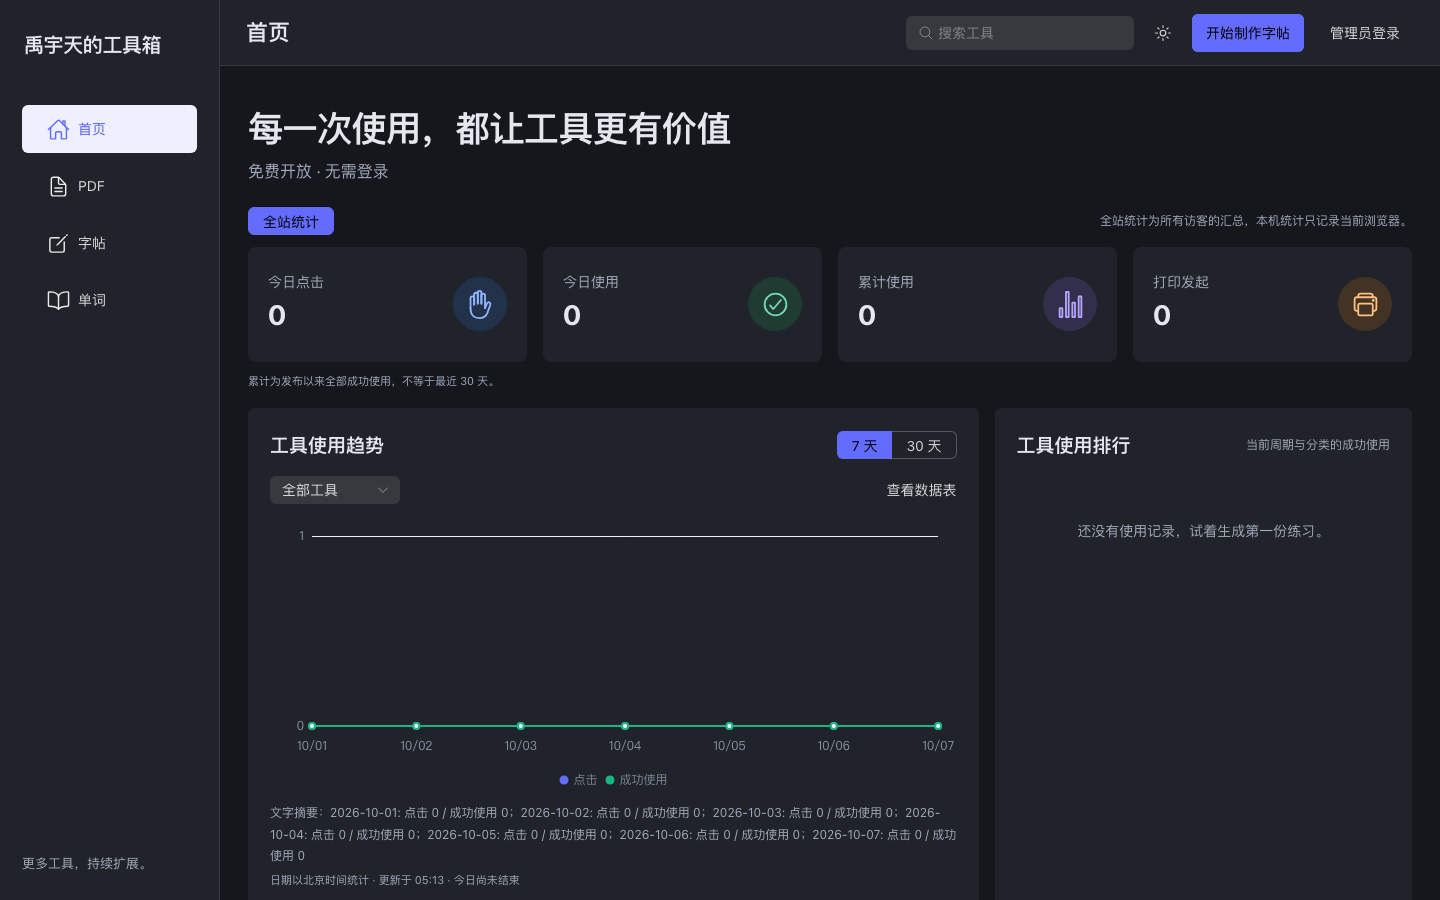 禹宇天的工具箱
首页
PDF
字帖
单词
更多工具，持续扩展。
首页
搜索工具
开始制作字帖
管理员登录
每一次使用，都让工具更有价值
免费开放 · 无需登录
全站统计
全站统计为所有访客的汇总，本机统计只记录当前浏览器。
今日点击
0
今日使用
0
累计使用
0
打印发起
0
累计为发布以来全部成功使用，不等于最近 30 天。
工具使用趋势
7 天
30 天
全部工具
查看数据表
1
0
10/01
10/02
10/03
10/04
10/05
10/06
10/07
点击
成功使用
文字摘要：2026-10-01: 点击 0 / 成功使用 0；2026-10-02: 点击 0 / 成功使用 0；2026-10-03: 点击 0 / 成功使用 0；2026-
10-04: 点击 0 / 成功使用 0；2026-10-05: 点击 0 / 成功使用 0；2026-10-06: 点击 0 / 成功使用 0；2026-10-07: 点击 0 / 成功
使用 0
日期以北京时间统计 · 更新于 05:13 · 今日尚未结束
工具使用排行
当前周期与分类的成功使用
还没有使用记录，试着生成第一份练习。